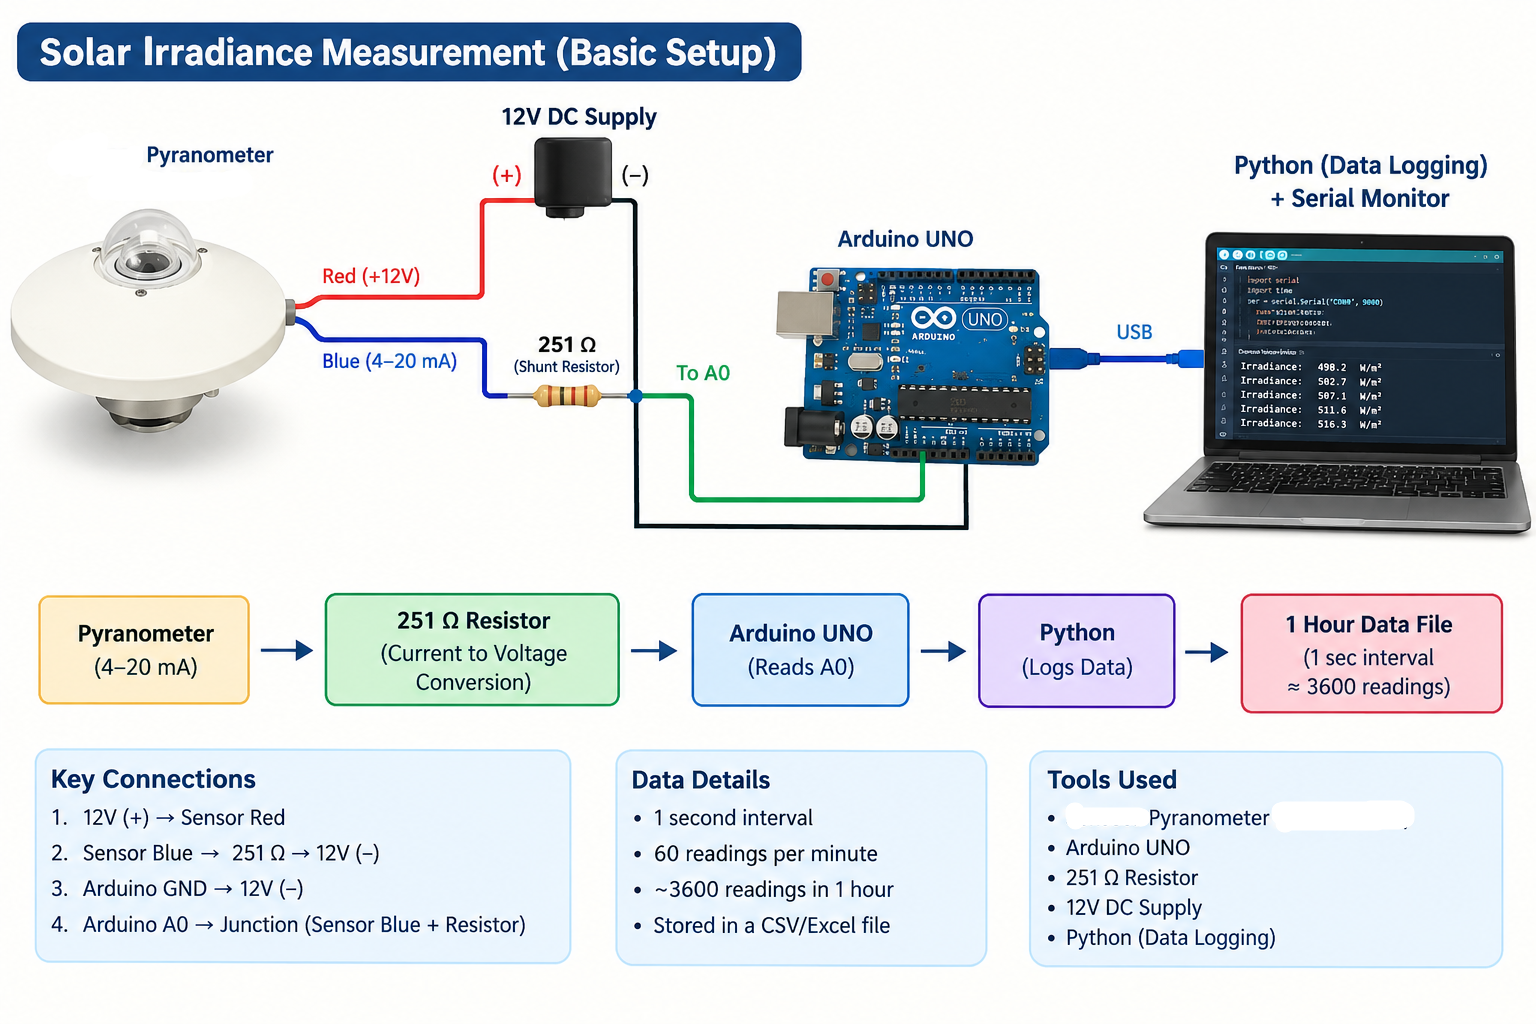 Solar Irradiance Measurement (Basic Setup)
12V DC Supply
Pyranometer
(+)
(−)
Python (Data Logging)
+ Serial Monitor
Arduino UNO
Red (+12V)
Blue (4–20 mA)
251 Ω
(Shunt Resistor)
To A0
UNO
ARDUINO
USB
import serial
import time
Irradiance: 498.2 W/m²
Irradiance: 502.7 W/m²
Irradiance: 507.1 W/m²
Irradiance: 511.6 W/m²
Irradiance: 516.3 W/m²
Pyranometer
(4–20 mA)
251 Ω Resistor
(Current to Voltage
Conversion)
Arduino UNO
(Reads A0)
Python
(Logs Data)
1 Hour Data File
(1 sec interval
≈ 3600 readings)
Key Connections
1. 12V (+) → Sensor Red
2. Sensor Blue → 251 Ω → 12V (−)
3. Arduino GND → 12V (−)
4. Arduino A0 → Junction (Sensor Blue + Resistor)
Data Details
• 1 second interval
• 60 readings per minute
• ~3600 readings in 1 hour
• Stored in a CSV/Excel file
Tools Used
• Pyranometer
• Arduino UNO
• 251 Ω Resistor
• 12V DC Supply
• Python (Data Logging)